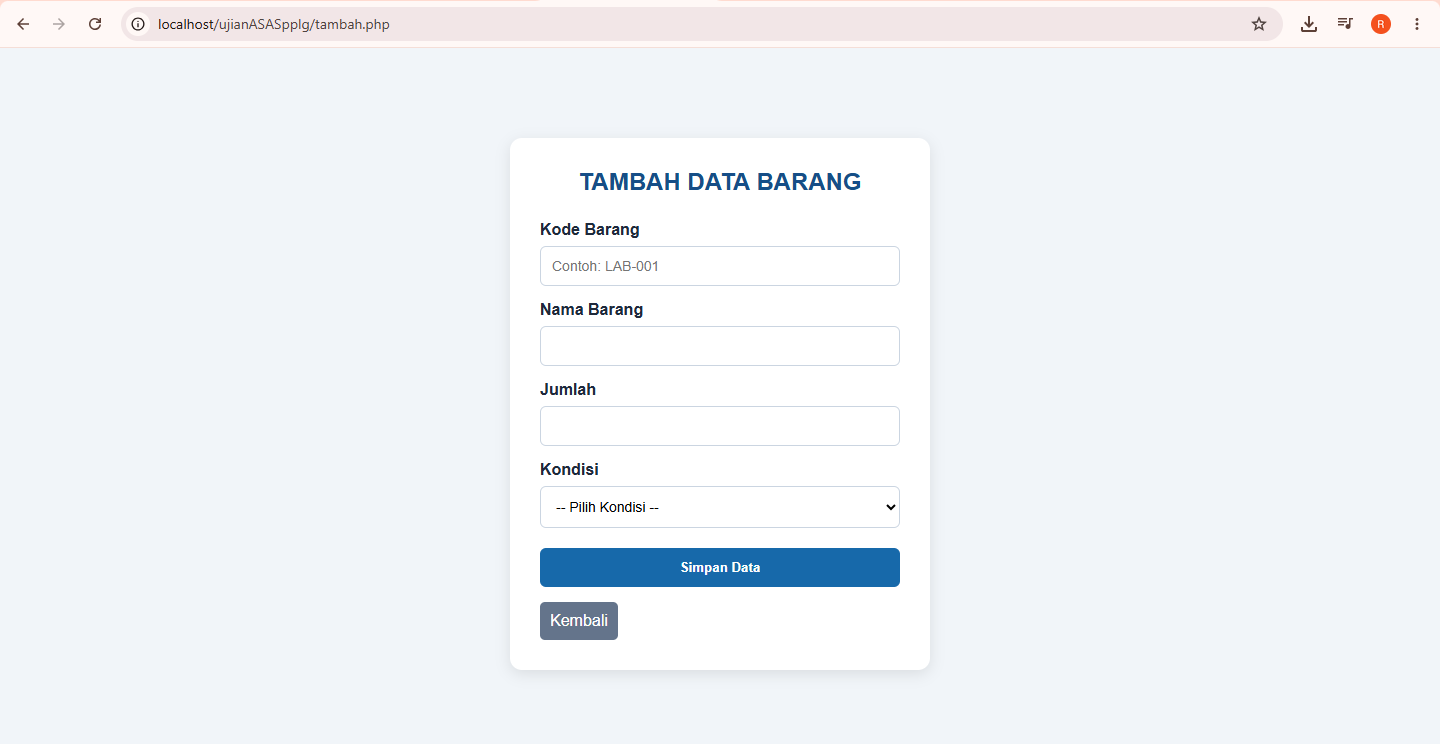 localhost/ujianASASpplg/tambah.php
R
TAMBAH DATA BARANG
Kode Barang
Contoh: LAB-001
Nama Barang
Jumlah
Kondisi
-- Pilih Kondisi --
Simpan Data
Kembali